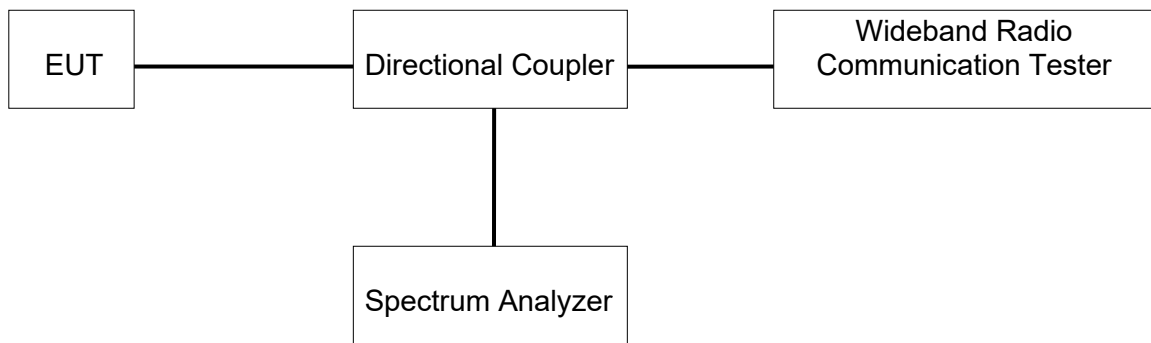 EUT
Directional Coupler
Wideband Radio
Communication Tester
Spectrum Analyzer